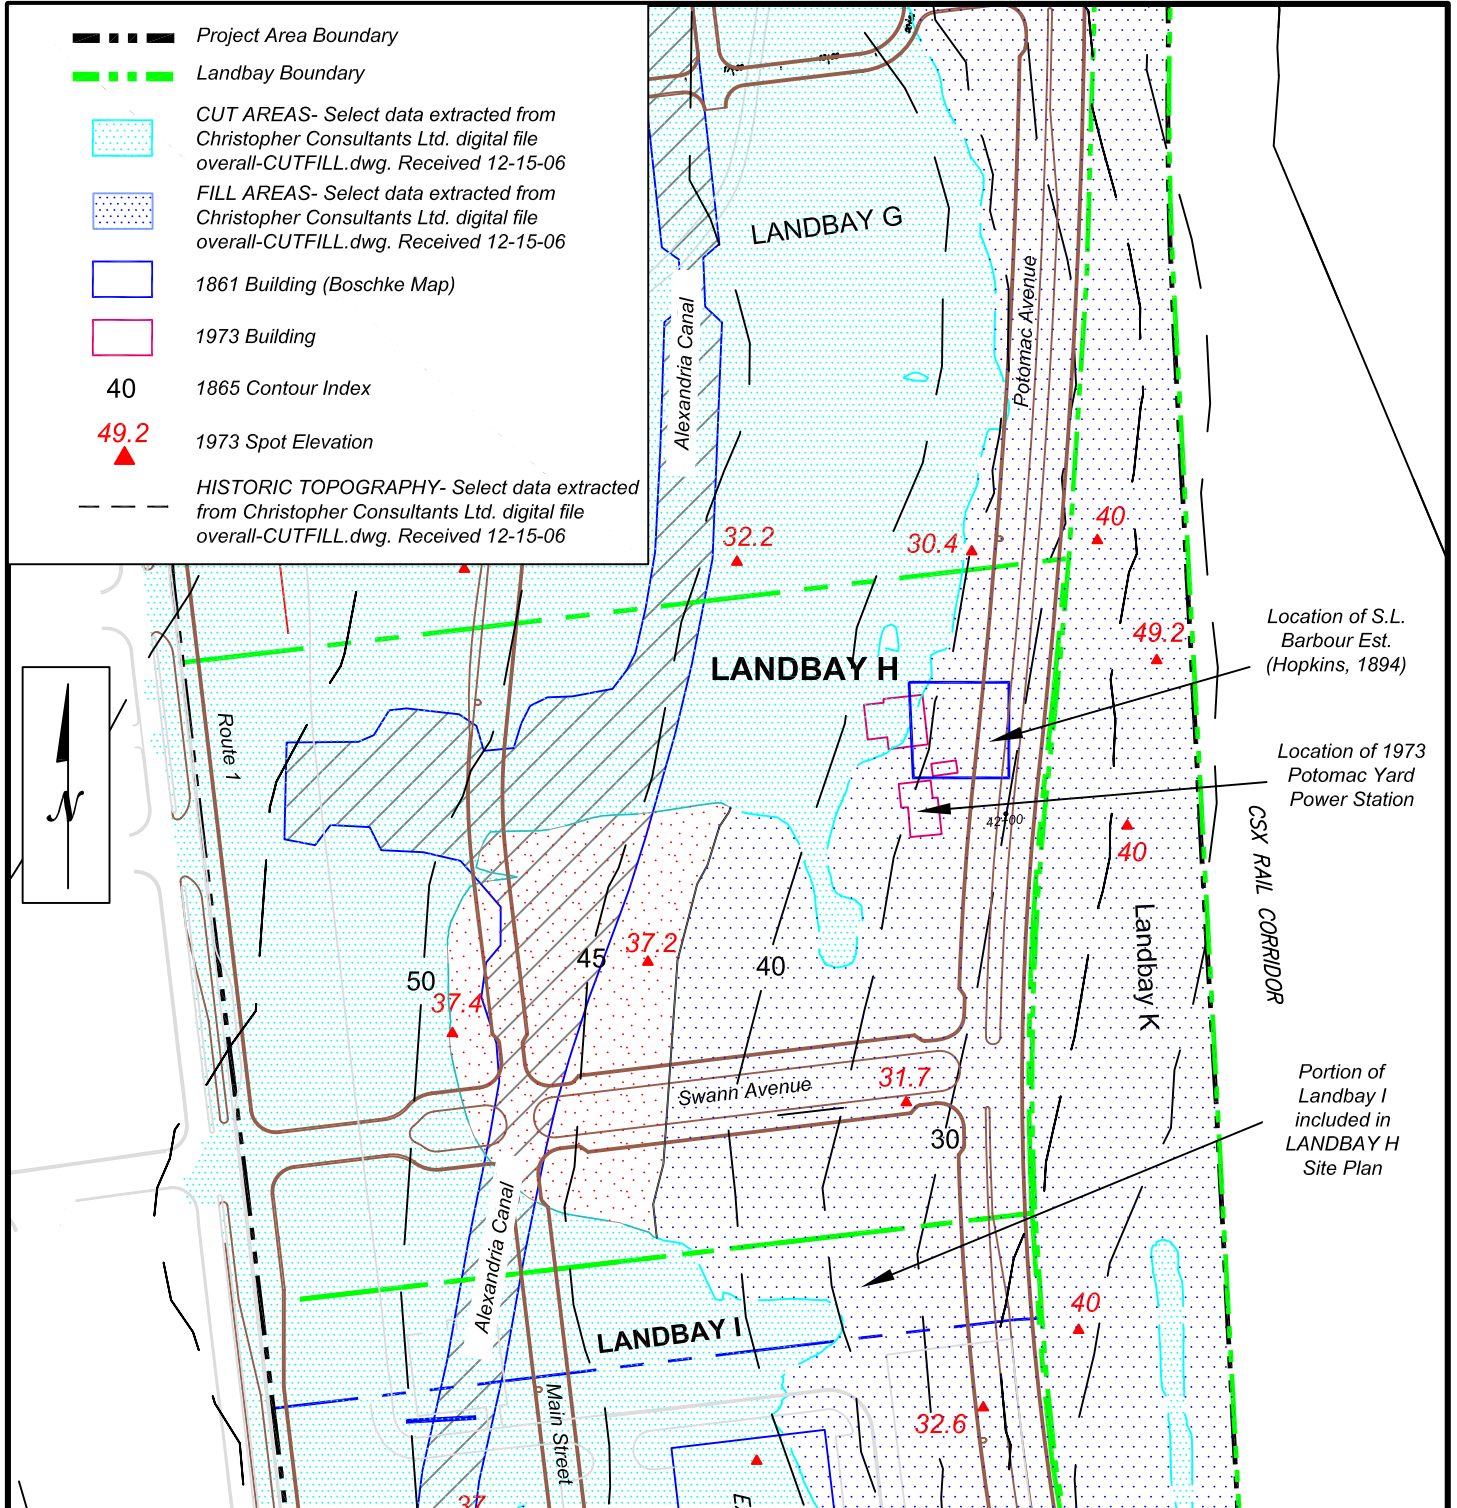 Project Area Boundary
Landbay Boundary
CUT AREAS- Select data extracted from
Christopher Consultants Ltd. digital file
overall-CUTFILL.dwg. Received 12-15-06
FILL AREAS- Select data extracted from
Christopher Consultants Ltd. digital file
overall-CUTFILL.dwg. Received 12-15-06
1861 Building (Boschke Map)
1973 Building
40
1865 Contour Index
49.2
1973 Spot Elevation
HISTORIC TOPOGRAPHY- Select data extracted
from Christopher Consultants Ltd. digital file
overall-CUTFILL.dwg. Received 12-15-06
LANDBAY G
Alexandria Canal
Potomac Avenue
32.2
30.4
40
49.2
Location of S.L.
Barbour Est.
(Hopkins, 1894)
LANDBAY H
Route 1
N
Location of 1973
Potomac Yard
Power Station
42+00
40
CSX RAIL CORRIDOR
Landbay K
50
45
37.2
40
37.4
Swann Avenue
31.7
30
Portion of
Landbay I
included in
LANDBAY H
Site Plan
Alexandria Canal
LANDBAY I
40
Main Street
32.6
37